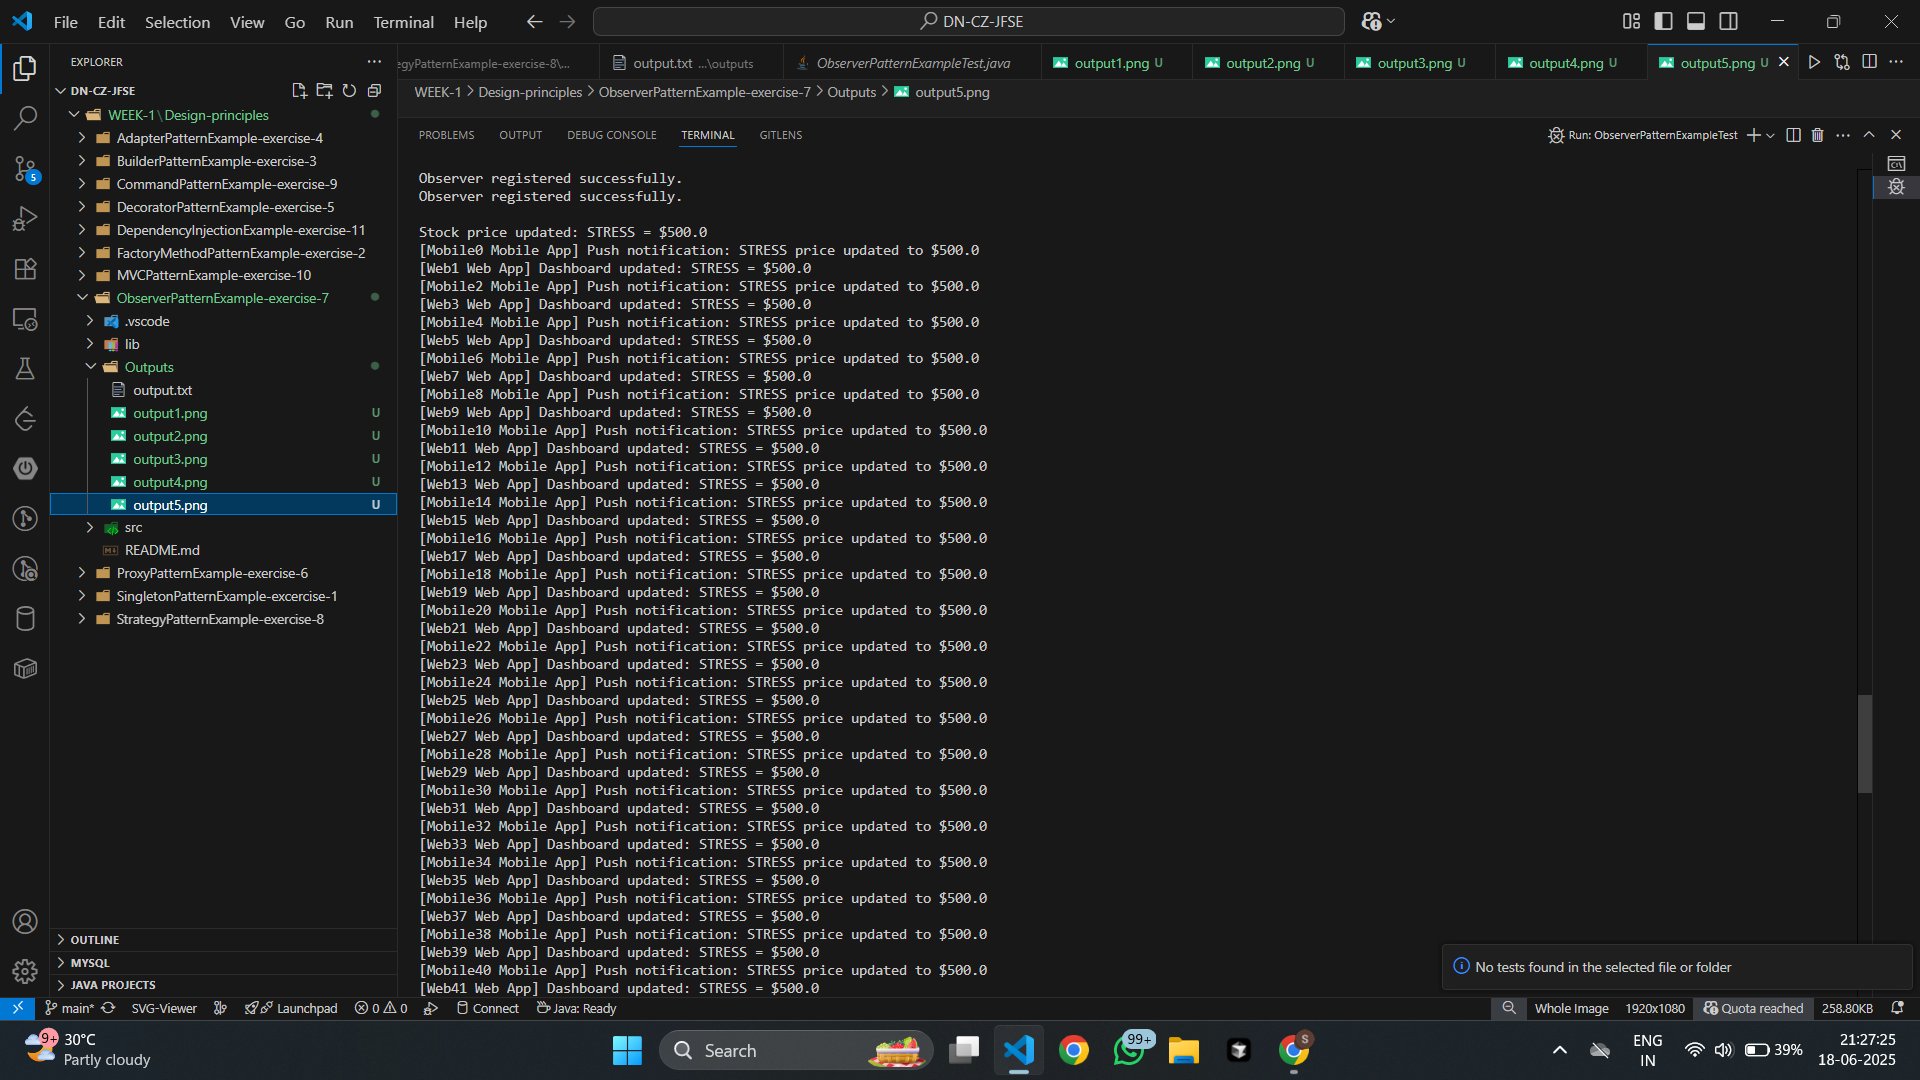 File Edit Selection View Go Run Terminal Help
DN-CZ-JFSE
EXPLORER
DN-CZ-JFSE
WEEK-1\Design-principles
AdapterPatternExample-exercise-4
BuilderPatternExample-exercise-3
CommandPatternExample-exercise-9
DecoratorPatternExample-exercise-5
DependencyInjectionExample-exercise-11
FactoryMethodPatternExample-exercise-2
MVCPatternExample-exercise-10
ObserverPatternExample-exercise-7
.vscode
lib
Outputs
output.txt
output1.png U
output2.png U
output3.png U
output4.png U
output5.png U
src
README.md
ProxyPatternExample-exercise-6
SingletonPatternExample-excercise-1
StrategyPatternExample-exercise-8
OUTLINE
MYSQL
JAVA PROJECTS
5
egyPatternExample-exercise-8\... output.txt ...\outputs ObserverPatternExampleTest.java output1.png U output2.png U output3.png U output4.png U output5.png U
WEEK-1 > Design-principles > ObserverPatternExample-exercise-7 > Outputs > output5.png
PROBLEMS OUTPUT DEBUG CONSOLE TERMINAL GITLENS
Run: ObserverPatternExampleTest
Observer registered successfully.
Observer registered successfully.
Stock price updated: STRESS = $500.0
[Mobile0 Mobile App] Push notification: STRESS price updated to $500.0
[Web1 Web App] Dashboard updated: STRESS = $500.0
[Mobile2 Mobile App] Push notification: STRESS price updated to $500.0
[Web3 Web App] Dashboard updated: STRESS = $500.0
[Mobile4 Mobile App] Push notification: STRESS price updated to $500.0
[Web5 Web App] Dashboard updated: STRESS = $500.0
[Mobile6 Mobile App] Push notification: STRESS price updated to $500.0
[Web7 Web App] Dashboard updated: STRESS = $500.0
[Mobile8 Mobile App] Push notification: STRESS price updated to $500.0
[Web9 Web App] Dashboard updated: STRESS = $500.0
[Mobile10 Mobile App] Push notification: STRESS price updated to $500.0
[Web11 Web App] Dashboard updated: STRESS = $500.0
[Mobile12 Mobile App] Push notification: STRESS price updated to $500.0
[Web13 Web App] Dashboard updated: STRESS = $500.0
[Mobile14 Mobile App] Push notification: STRESS price updated to $500.0
[Web15 Web App] Dashboard updated: STRESS = $500.0
[Mobile16 Mobile App] Push notification: STRESS price updated to $500.0
[Web17 Web App] Dashboard updated: STRESS = $500.0
[Mobile18 Mobile App] Push notification: STRESS price updated to $500.0
[Web19 Web App] Dashboard updated: STRESS = $500.0
[Mobile20 Mobile App] Push notification: STRESS price updated to $500.0
[Web21 Web App] Dashboard updated: STRESS = $500.0
[Mobile22 Mobile App] Push notification: STRESS price updated to $500.0
[Web23 Web App] Dashboard updated: STRESS = $500.0
[Mobile24 Mobile App] Push notification: STRESS price updated to $500.0
[Web25 Web App] Dashboard updated: STRESS = $500.0
[Mobile26 Mobile App] Push notification: STRESS price updated to $500.0
[Web27 Web App] Dashboard updated: STRESS = $500.0
[Mobile28 Mobile App] Push notification: STRESS price updated to $500.0
[Web29 Web App] Dashboard updated: STRESS = $500.0
[Mobile30 Mobile App] Push notification: STRESS price updated to $500.0
[Web31 Web App] Dashboard updated: STRESS = $500.0
[Mobile32 Mobile App] Push notification: STRESS price updated to $500.0
[Web33 Web App] Dashboard updated: STRESS = $500.0
[Mobile34 Mobile App] Push notification: STRESS price updated to $500.0
[Web35 Web App] Dashboard updated: STRESS = $500.0
[Mobile36 Mobile App] Push notification: STRESS price updated to $500.0
[Web37 Web App] Dashboard updated: STRESS = $500.0
[Mobile38 Mobile App] Push notification: STRESS price updated to $500.0
[Web39 Web App] Dashboard updated: STRESS = $500.0
[Mobile40 Mobile App] Push notification: STRESS price updated to $500.0
[Web41 Web App] Dashboard updated: STRESS = $500.0
No tests found in the selected file or folder
main* SVG-Viewer Launchpad 0 0 Connect Java: Ready Whole Image 1920x1080 Quota reached 258.80KB
9+ 30°C
Partly cloudy
Search
99+
S
ENG
IN
39%
21:27:25
18-06-2025